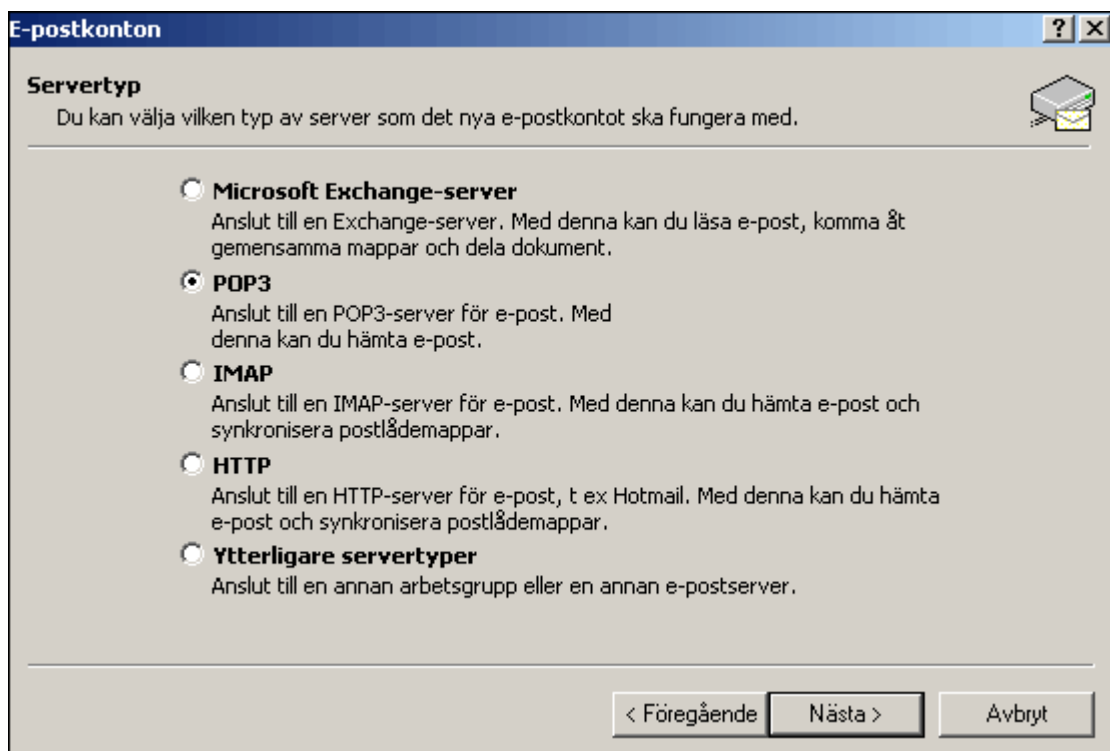 E-postkonton
Servertyp
Du kan välja vilken typ av server som det nya e-postkontot ska fungera med.
Microsoft Exchange-server
Anslut till en Exchange-server. Med denna kan du läsa e-post, komma åt
gemensamma mappar och dela dokument.
POP3
Anslut till en POP3-server för e-post. Med
denna kan du hämta e-post.
IMAP
Anslut till en IMAP-server för e-post. Med denna kan du hämta e-post och
synkronisera postlådemappar.
HTTP
Anslut till en HTTP-server för e-post, t ex Hotmail. Med denna kan du hämta
e-post och synkronisera postlådemappar.
Ytterligare servertyper
Anslut till en annan arbetsgrupp eller en annan e-postserver.
< Föregående Nästa > Avbryt